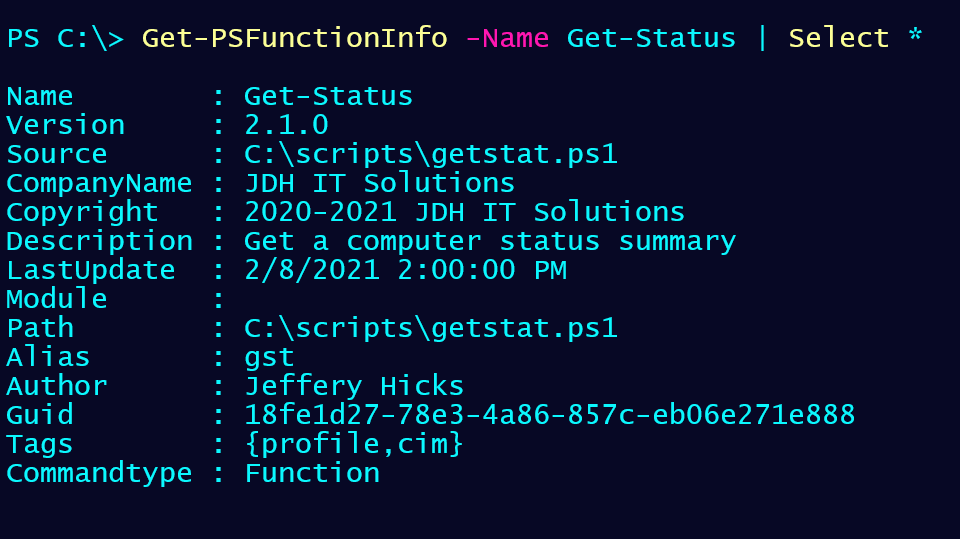 PS C:\> Get-PSFunctionInfo -Name Get-Status | Select *
Name        : Get-Status
Version     : 2.1.0
Source      : C:\scripts\getstat.ps1
CompanyName : JDH IT Solutions
Copyright   : 2020-2021 JDH IT Solutions
Description : Get a computer status summary
LastUpdate  : 2/8/2021 2:00:00 PM
Module      :
Path        : C:\scripts\getstat.ps1
Alias       : gst
Author      : Jeffery Hicks
Guid        : 18fe1d27-78e3-4a86-857c-eb06e271e888
Tags        : {profile,cim}
Commandtype : Function